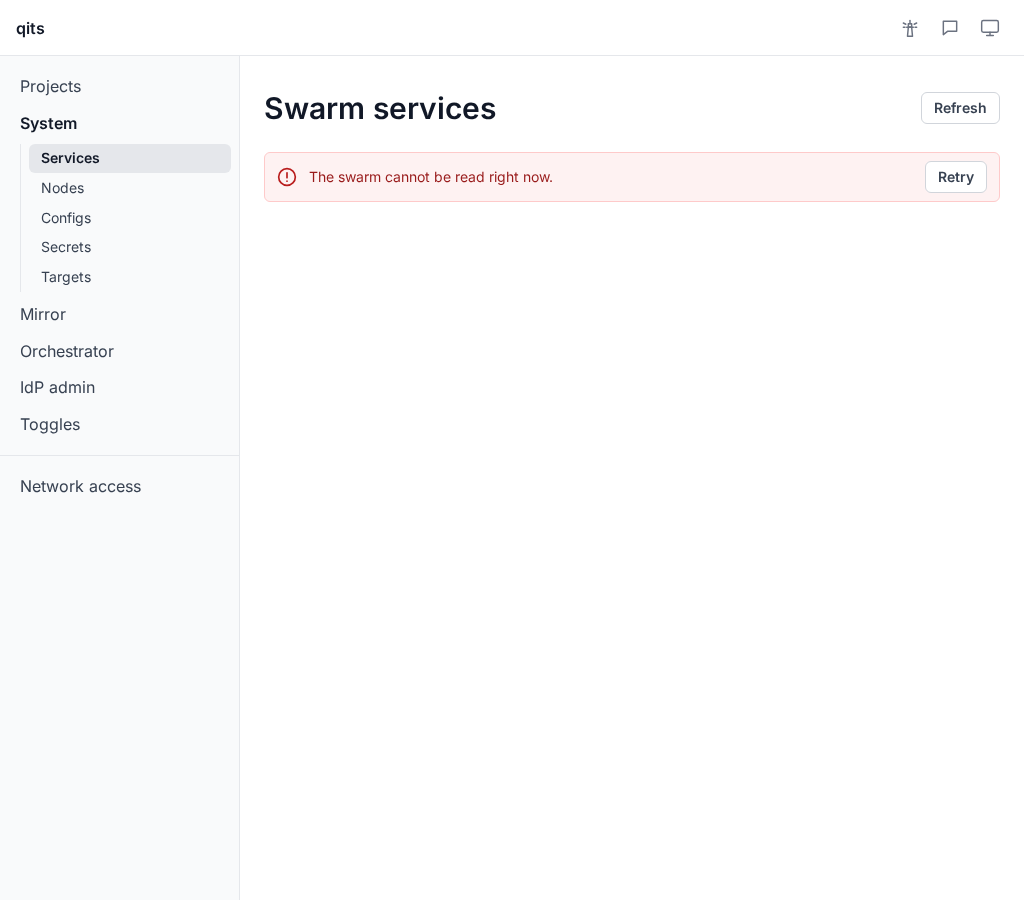 qits
Projects
System
Services
Nodes
Configs
Secrets
Targets
Mirror
Orchestrator
IdP admin
Toggles
Network access
Swarm services
Refresh
The swarm cannot be read right now.
Retry